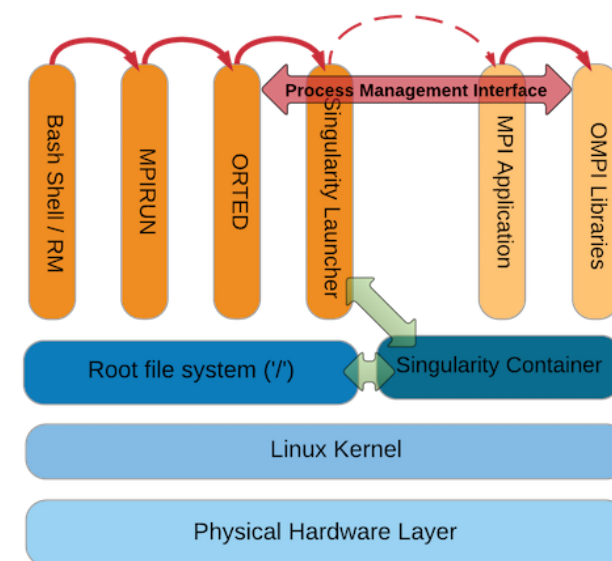 Process Management Interface
Bash Shell / RM
MPIRUN
ORTED
Singularity Launcher
MPI Application
OMPI Libraries
Root file system ('/')
Singularity Container
Linux Kernel
Physical Hardware Layer